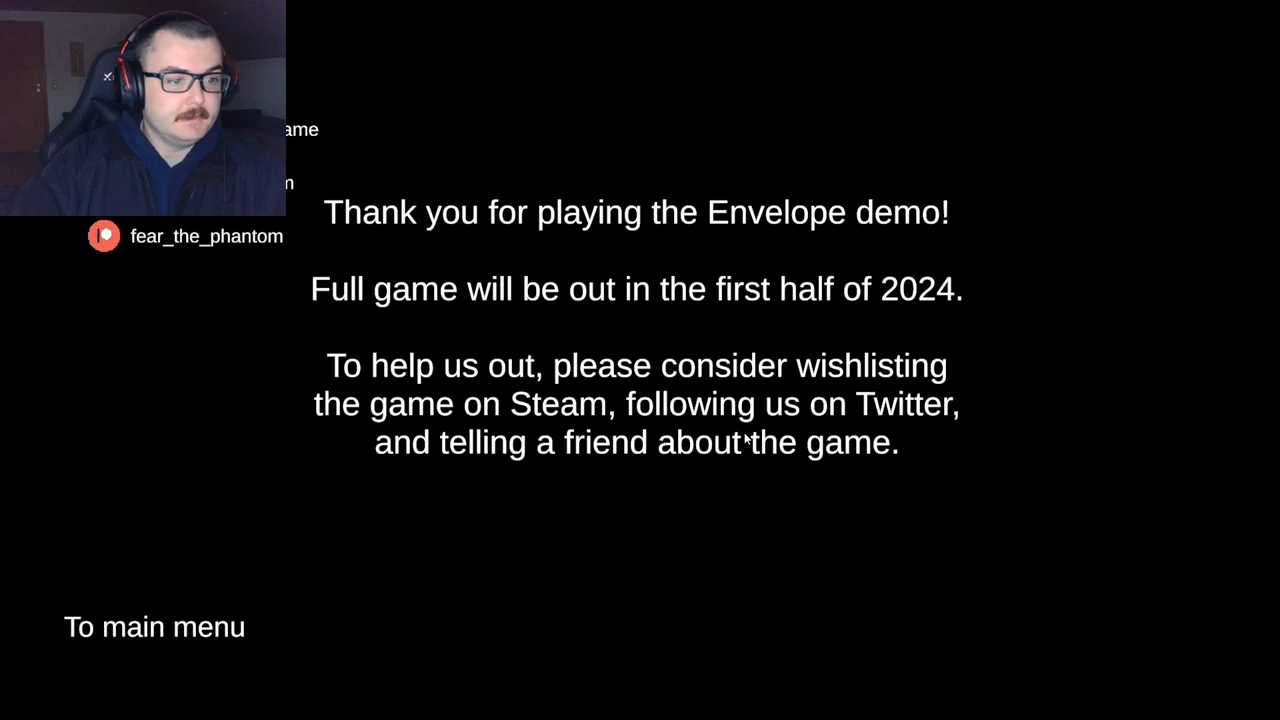 ame
m
fear_the_phantom
Thank you for playing the Envelope demo!
Full game will be out in the first half of 2024.
To help us out, please consider wishlisting
the game on Steam, following us on Twitter,
and telling a friend about the game.
To main menu